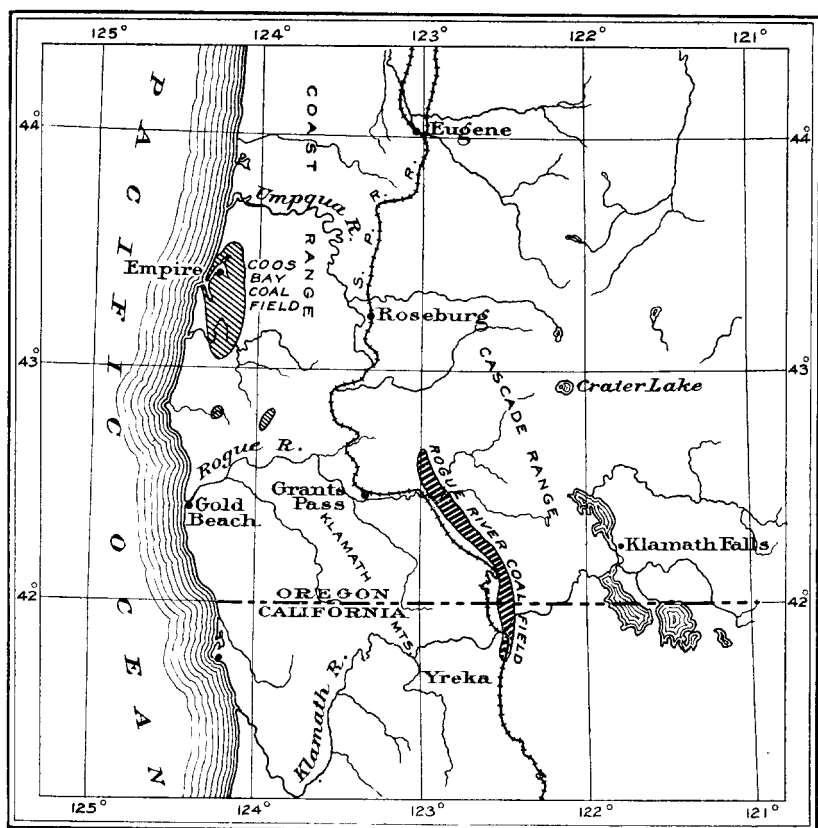 125° 124° 123° 122° 121°
PACIFIC OCEAN
COAST RANGE
44° 44°
Eugene
Umpqua R.
S. P. R. R.
Empire
COOS
BAY
COAL
FIELD
Roseburg
43° 43°
CASCADE RANGE
Crater Lake
Rogue R.
ROGUE RIVER COAL FIELD
Grants
Pass
Gold
Beach
KLAMATH MTS.
Klamath Falls
42° 42°
OREGON
CALIFORNIA
Yreka
Klamath R.
125° 124° 123° 122° 121°